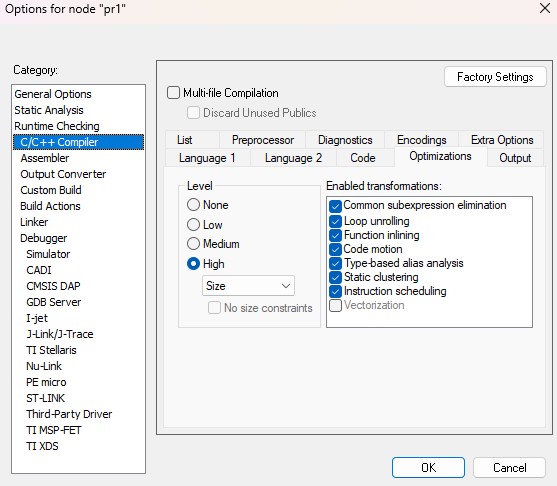 Options for node "pr1"
Category:
General Options
Static Analysis
Runtime Checking
C/C++ Compiler
Assembler
Output Converter
Custom Build
Build Actions
Linker
Debugger
Simulator
CADI
CMSIS DAP
GDB Server
I-jet
J-Link/J-Trace
TI Stellaris
Nu-Link
PE micro
ST-LINK
Third-Party Driver
TI MSP-FET
TI XDS
Factory Settings
Multi-file Compilation
Discard Unused Publics
List Preprocessor Diagnostics Encodings Extra Options
Language 1 Language 2 Code Optimizations Output
Level
None
Low
Medium
High
Size
No size constraints
Enabled transformations:
Common subexpression elimination
Loop unrolling
Function inlining
Code motion
Type-based alias analysis
Static clustering
Instruction scheduling
Vectorization
OK Cancel